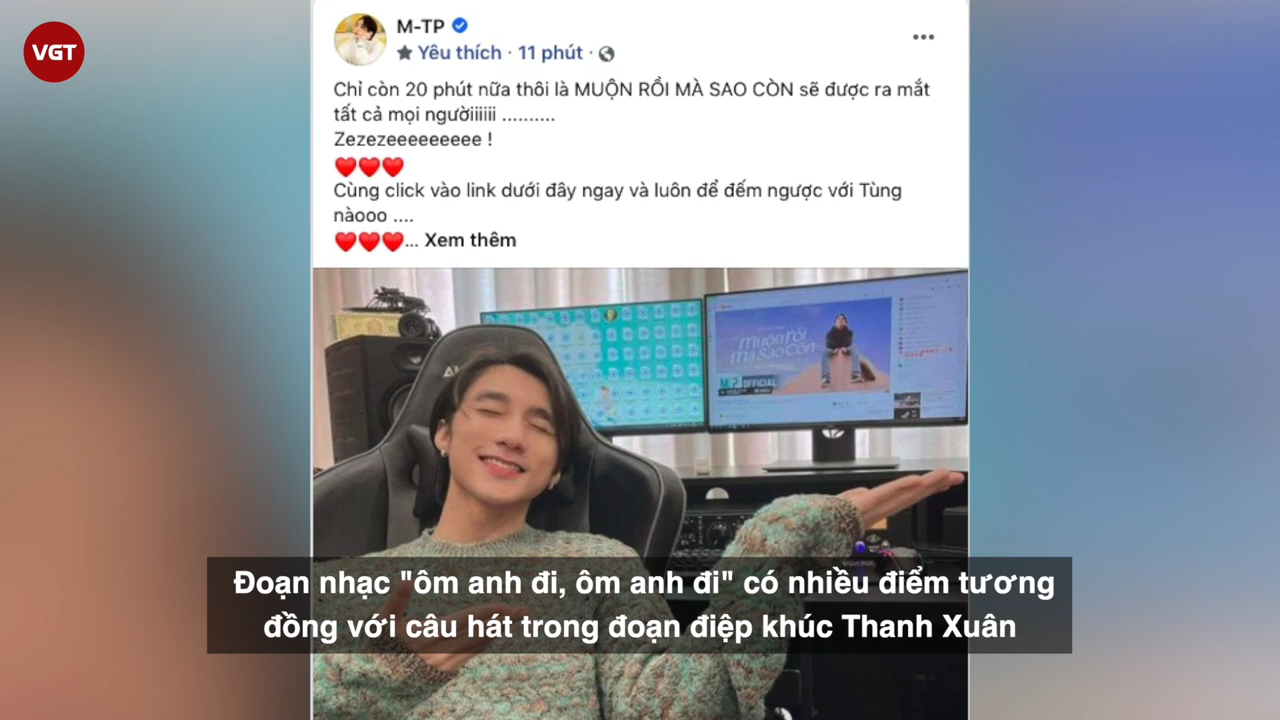 VGT
M-TP
Yêu thích · 11 phút ·
Chỉ còn 20 phút nữa thôi là MUỘN RỒI MÀ SAO CÒN sẽ được ra mắt
tất cả mọi ngườiiiiiii ..........
Zezezeeeeeeeee !
❤️❤️❤️
Cùng click vào link dưới đây ngay và luôn để đếm ngược với Tùng
nàooo ....
❤️❤️❤️... Xem thêm
muộn rồi
mà sao còn
OFFICIAL
Đoạn nhạc "ôm anh đi, ôm anh đi" có nhiều điểm tương
đồng với câu hát trong đoạn điệp khúc Thanh Xuân